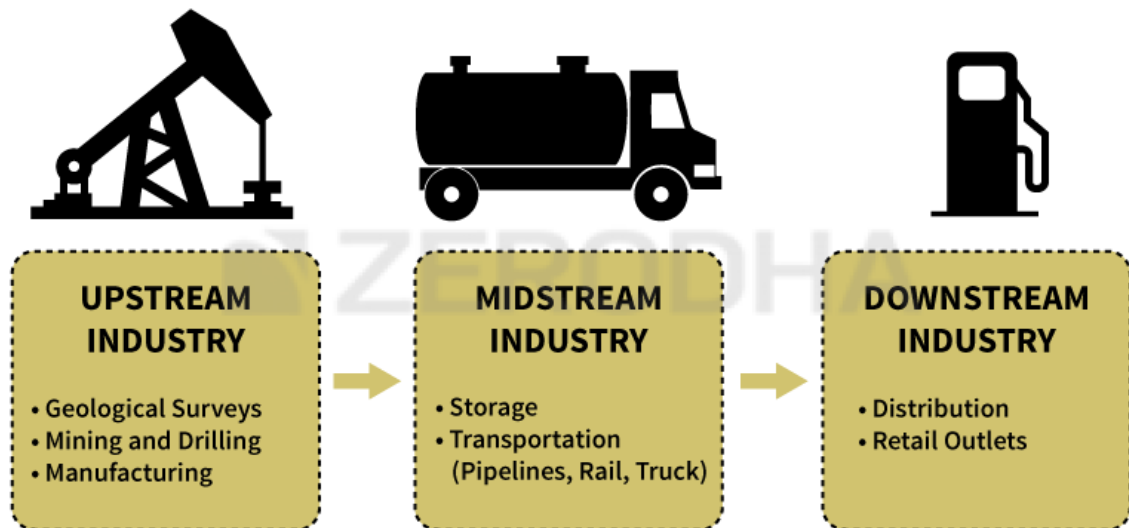 ZERODHA
UPSTREAM
INDUSTRY
• Geological Surveys
• Mining and Drilling
• Manufacturing
MIDSTREAM
INDUSTRY
• Storage
• Transportation
(Pipelines, Rail, Truck)
DOWNSTREAM
INDUSTRY
• Distribution
• Retail Outlets